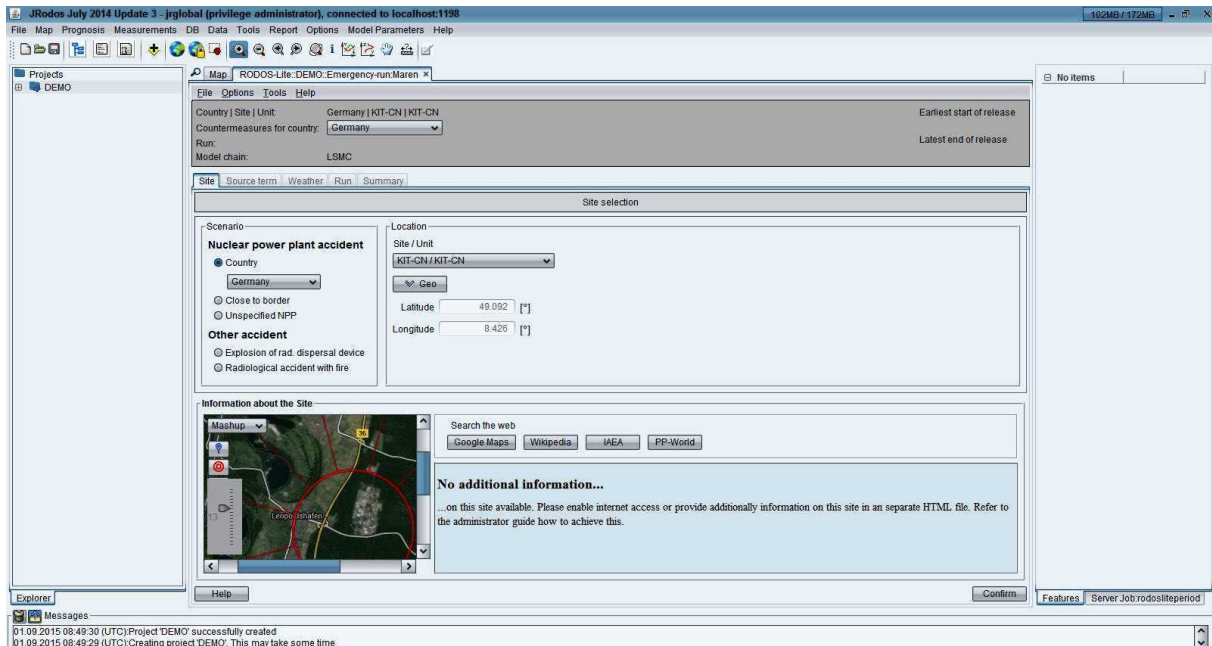 JRodos July 2014 Update 3 - jrglobal (privilege administrator), connected to localhost:1198
102MB / 172MB
File Map Prognosis Measurements DB Data Tools Report Options Model Parameters Help
Projects
DEMO
Map
RODOS-Lite::DEMO::Emergency-run:Maren ×
No items
File Options Tools Help
Country | Site | Unit: Germany | KIT-CN | KIT-CN
Earliest start of release
Countermeasures for country: Germany
Run:
Latest end of release
Model chain: LSMC
Site Source term Weather Run Summary
Site selection
Scenario
Nuclear power plant accident
Country
Germany
Close to border
Unspecified NPP
Other accident
Explosion of rad. dispersal device
Radiological accident with fire
Location
Site / Unit
KIT-CN / KIT-CN
Geo
Latitude 49.092 [°]
Longitude 8.426 [°]
Information about the Site
Mashup
36
13
Search the web
Google Maps Wikipedia IAEA PP-World
No additional information...
...on this site available. Please enable internet access or provide additionally information on this site in an separate HTML file. Refer to
the administrator guide how to achieve this.
Help
Confirm
Explorer
Features Server Job:rodosliteperiod
Messages
01.09.2015 08:49:30 (UTC):Project 'DEMO' successfully created
01.09.2015 08:49:29 (UTC):Creating project 'DEMO'. This may take some time.